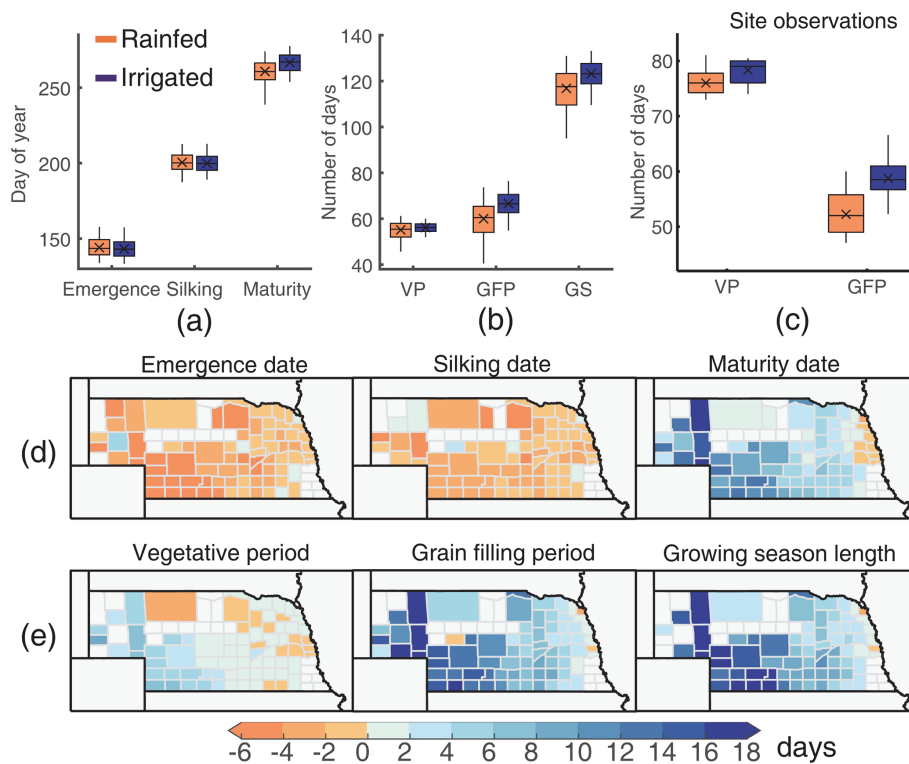 Rainfed
Irrigated
Day of year
250
200
150
Emergence Silking Maturity
(a)
Number of days
140
120
100
80
60
40
VP GFP GS
(b)
Site observations
Number of days
80
70
60
50
VP GFP
(c)
(d)
Emergence date Silking date Maturity date
(e)
Vegetative period Grain filling period Growing season length
-6 -4 -2 0 2 4 6 8 10 12 14 16 18 days